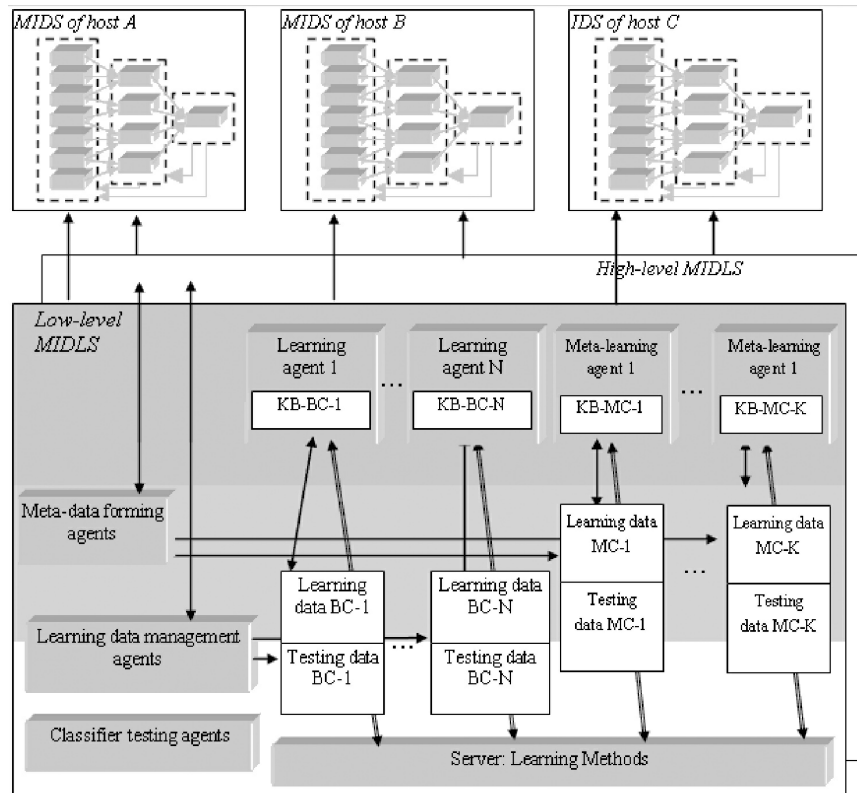 MIDS of host A
MIDS of host B
IDS of host C
High-level MIDLS
Low-level
MIDLS
Learning
agent 1
KB-BC-1
...
Learning
agent N
KB-BC-N
Meta-learning
agent 1
KB-MC-1
...
Meta-learning
agent 1
KB-MC-K
Meta-data forming
agents
Learning data
MC-1
Testing
data MC-1
...
Learning data
MC-K
Testing
data MC-K
Learning data management
agents
Learning
data BC-1
Testing data
BC-1
...
Learning data
BC-N
Testing data
BC-N
Classifier testing agents
Server: Learning Methods